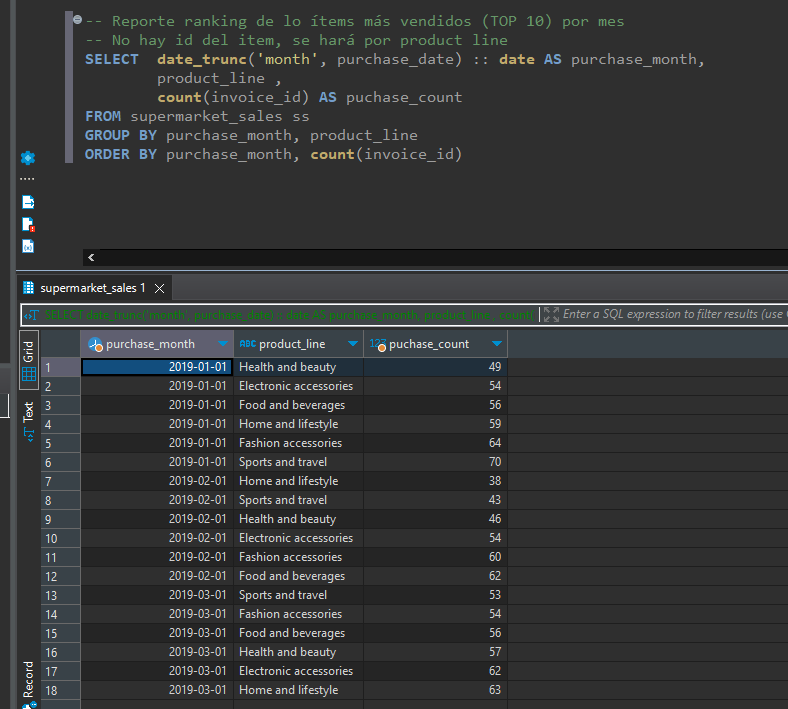 -- Reporte ranking de lo ítems más vendidos (TOP 10) por mes
-- No hay id del item, se hará por product line
SELECT date_trunc('month', purchase_date) :: date AS purchase_month,
product_line ,
count(invoice_id) AS puchase_count
FROM supermarket_sales ss
GROUP BY purchase_month, product_line
ORDER BY purchase_month, count(invoice_id)
supermarket_sales 1
SELECT date_trunc('month', purchase_date) :: date AS purchase_month, product_line , count( Enter a SQL expression to filter results (use
Grid
Text
Record
purchase_month ABC product_line 123 puchase_count
1 2019-01-01 Health and beauty 49
2 2019-01-01 Electronic accessories 54
3 2019-01-01 Food and beverages 56
4 2019-01-01 Home and lifestyle 59
5 2019-01-01 Fashion accessories 64
6 2019-01-01 Sports and travel 70
7 2019-02-01 Home and lifestyle 38
8 2019-02-01 Sports and travel 43
9 2019-02-01 Health and beauty 46
10 2019-02-01 Electronic accessories 54
11 2019-02-01 Fashion accessories 60
12 2019-02-01 Food and beverages 62
13 2019-03-01 Sports and travel 53
14 2019-03-01 Fashion accessories 54
15 2019-03-01 Food and beverages 56
16 2019-03-01 Health and beauty 57
17 2019-03-01 Electronic accessories 62
18 2019-03-01 Home and lifestyle 63